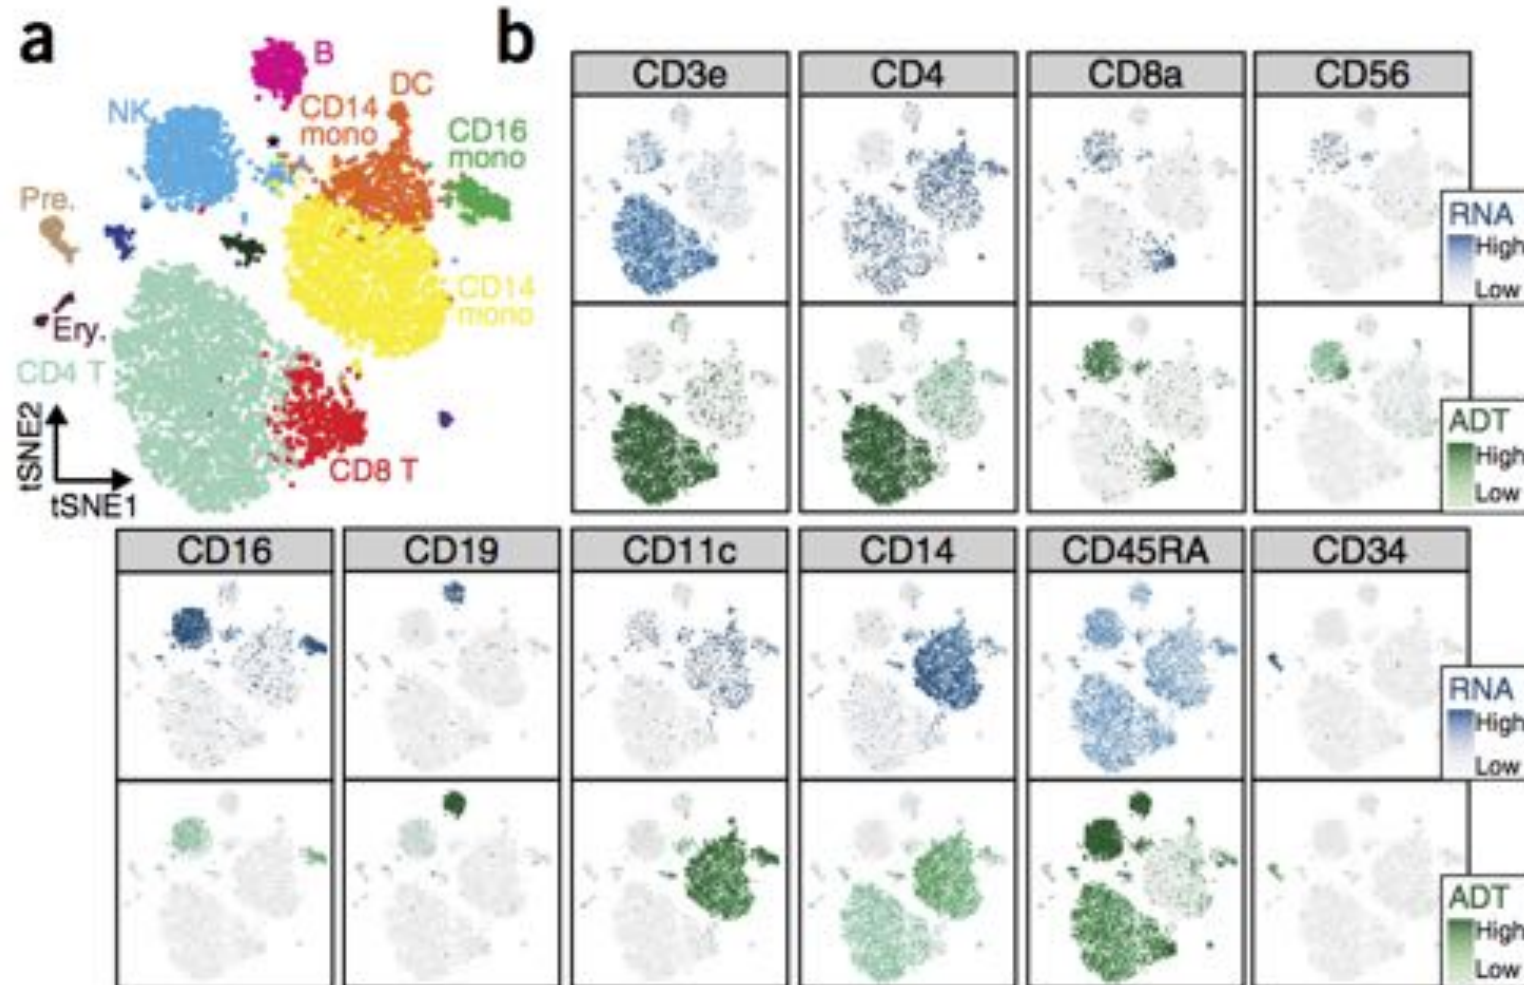 a
b
B
DC
NK
CD14
mono
CD16
mono
Pre.
CD14
mono
Ery.
CD4 T
CD8 T
tSNE2
tSNE1
CD3e
CD4
CD8a
CD56
RNA
High
Low
ADT
High
Low
CD16
CD19
CD11c
CD14
CD45RA
CD34
RNA
High
Low
ADT
High
Low